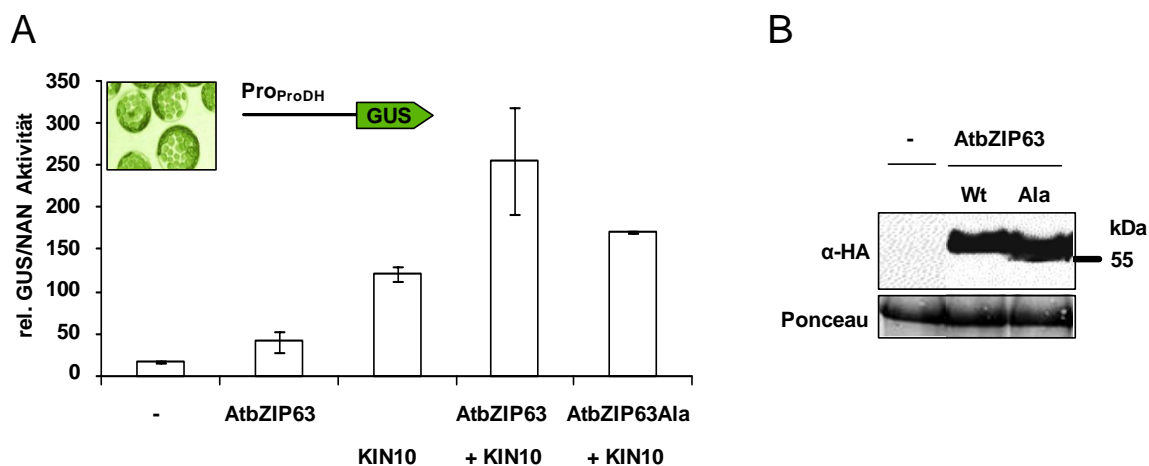 A
B
350
300
250
200
150
100
50
0
rel. GUS/NAN Aktivität
ProProDH
GUS
- AtbZIP63 AtbZIP63 AtbZIP63Ala
KIN10 + KIN10 + KIN10
- AtbZIP63
Wt Ala
kDa
α-HA
55
Ponceau